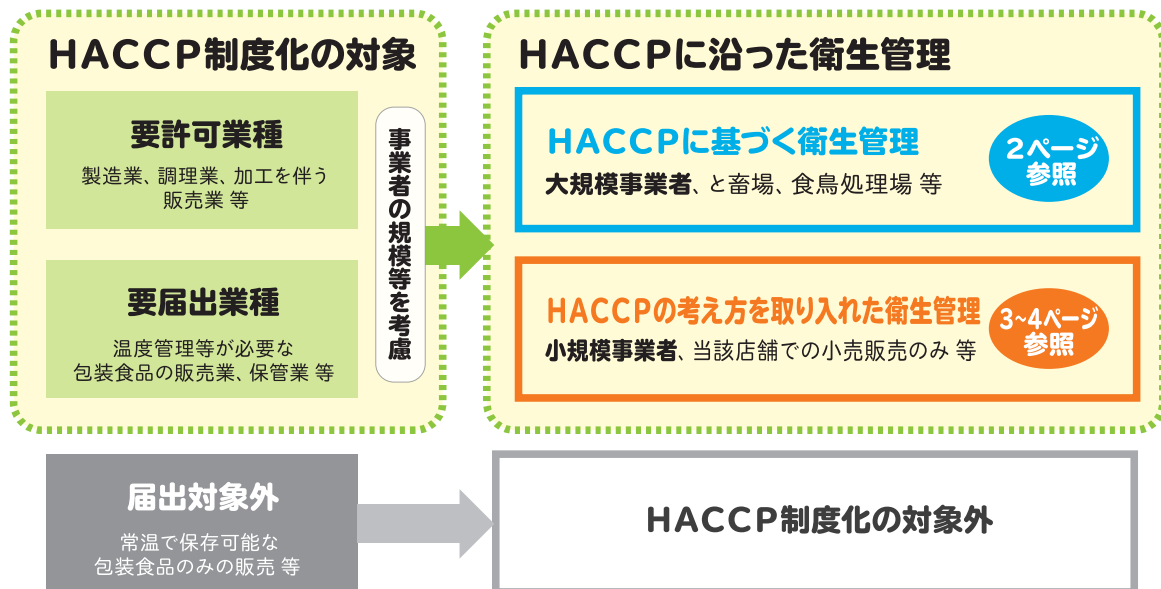 HACCP制度化の対象
要許可業種
製造業、調理業、加工を伴う
販売業 等
要届出業種
温度管理等が必要な
包装食品の販売業、保管業 等
事業者の規模等を考慮
HACCPに沿った衛生管理
HACCPに基づく衛生管理
大規模事業者、と畜場、食鳥処理場 等
2ページ
参照
HACCPの考え方を取り入れた衛生管理
小規模事業者、当該店舗での小売販売のみ 等
3~4ページ
参照
届出対象外
常温で保存可能な
包装食品のみの販売 等
HACCP制度化の対象外